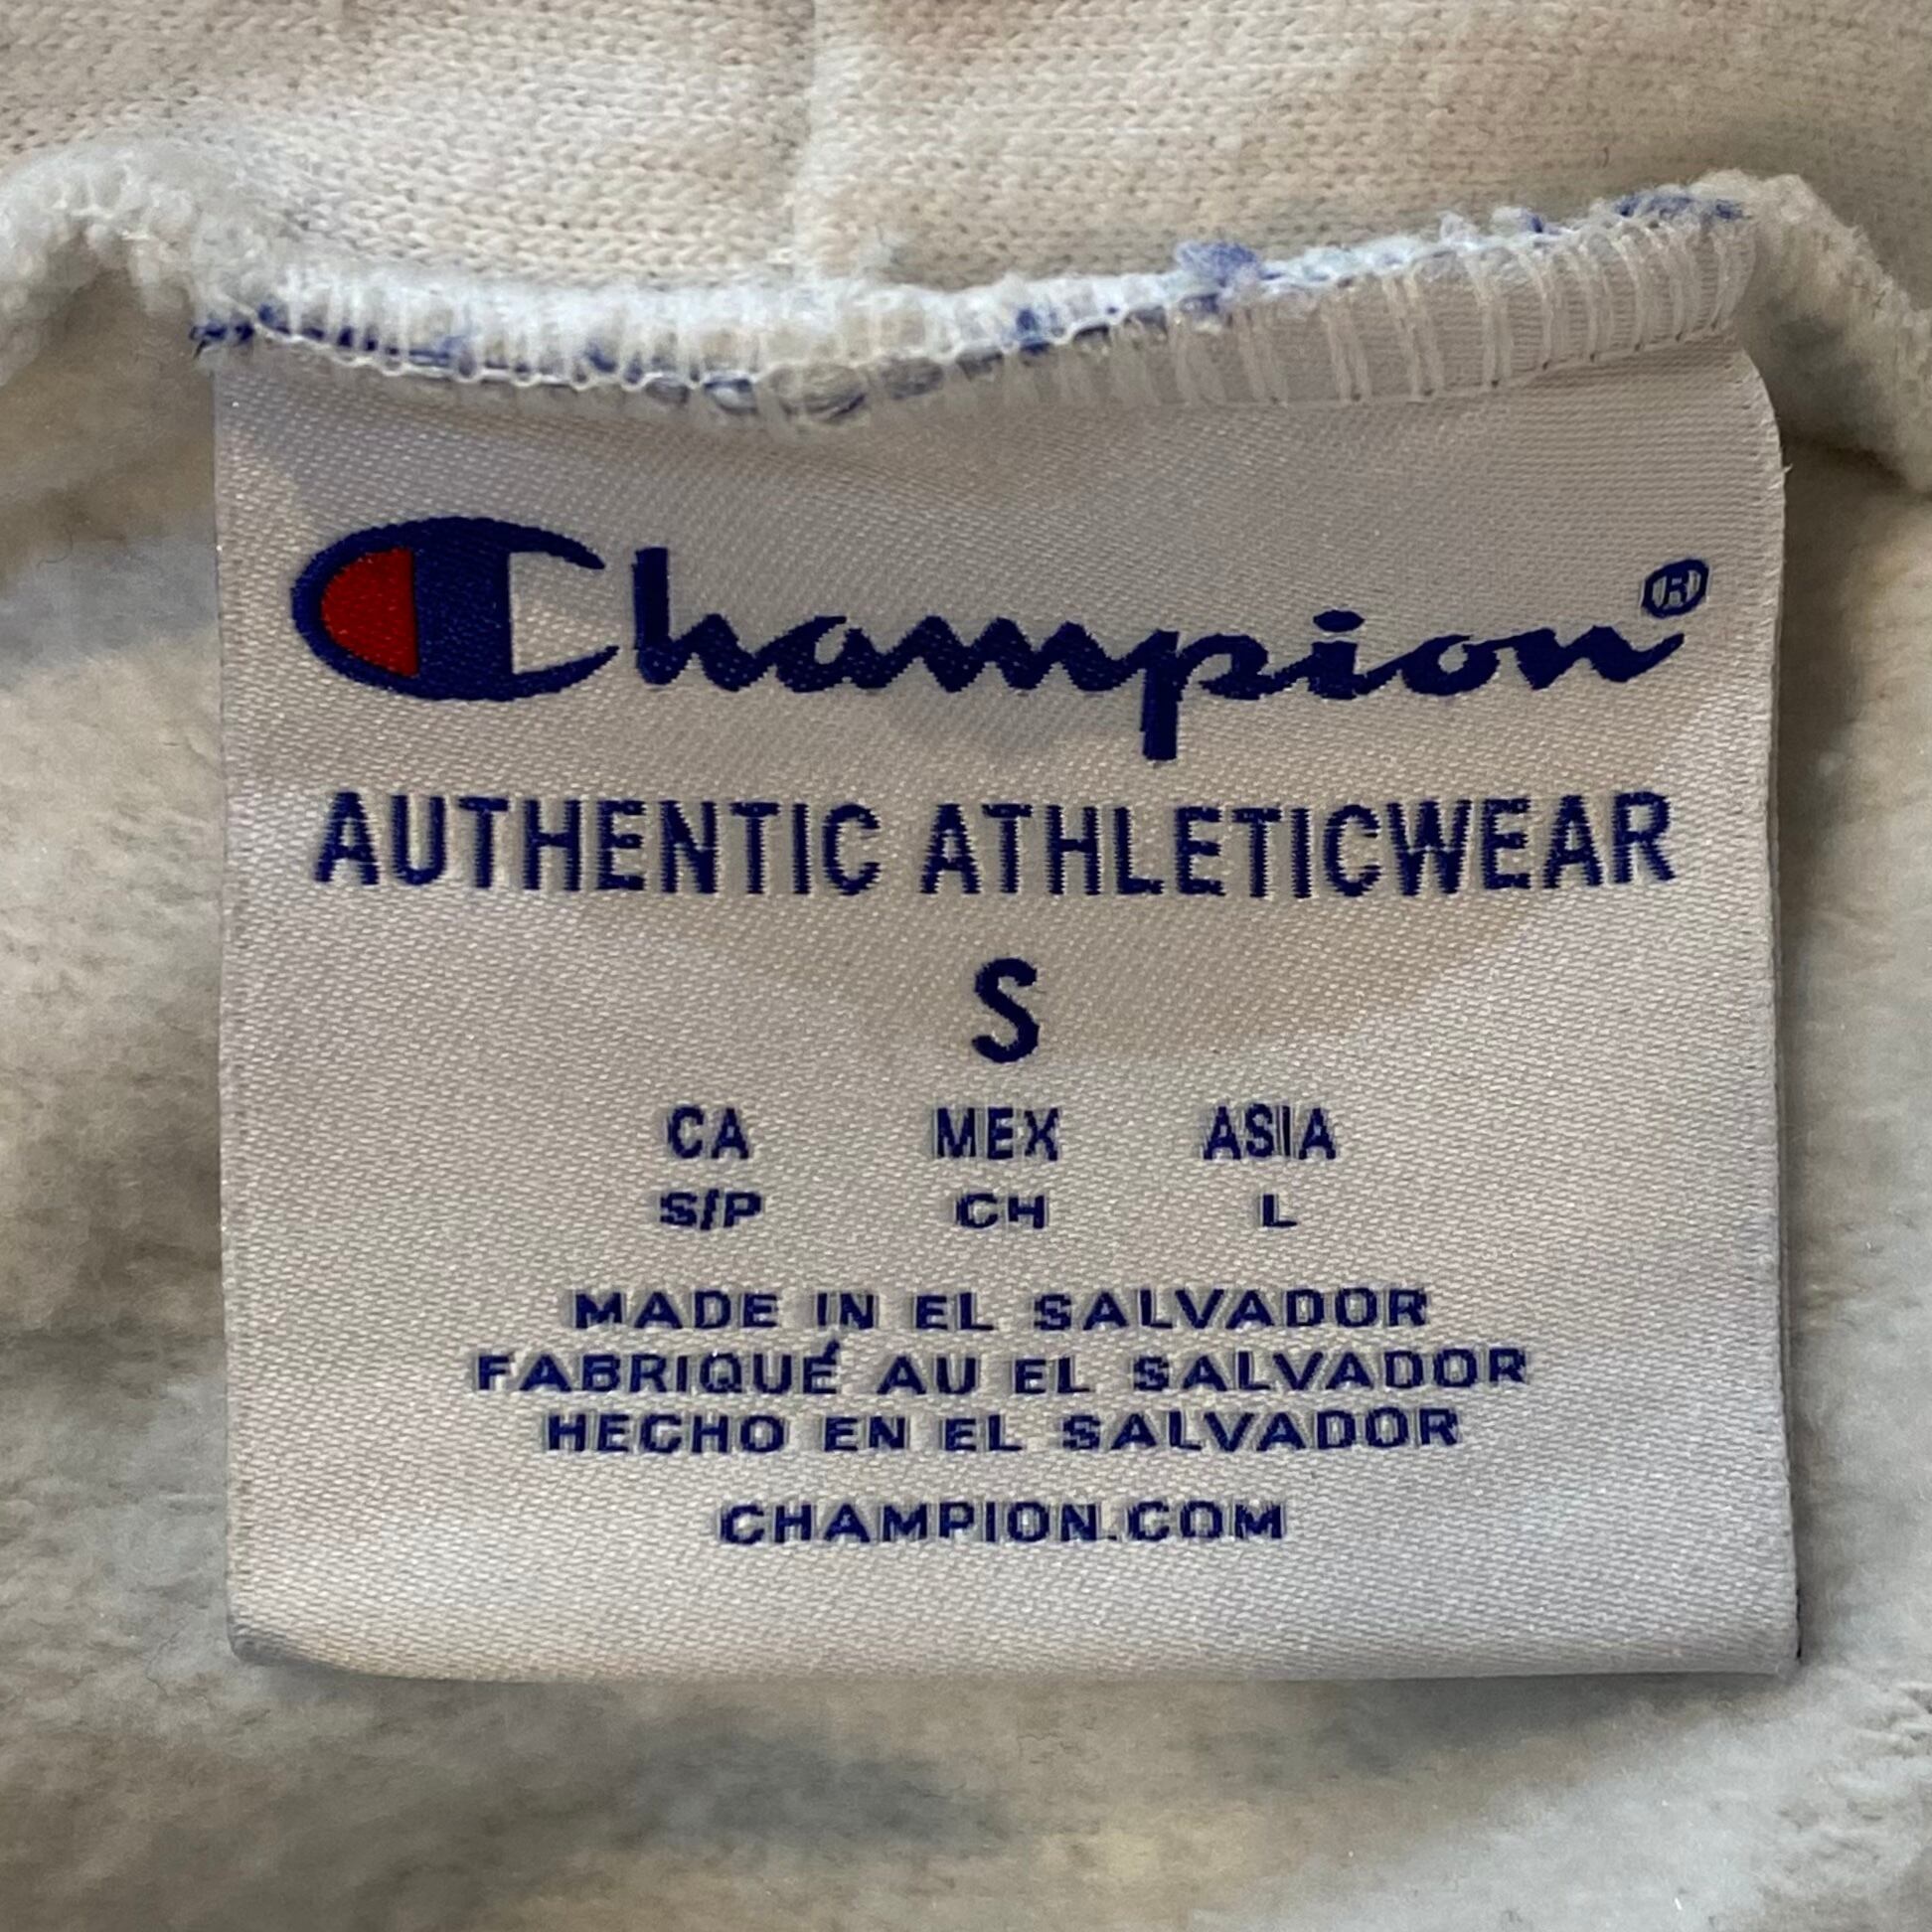 Champion®
AUTHENTIC ATHLETICWEAR
S
CA MEX ASIA
S/P CH L
MADE IN EL SALVADOR
FABRIQUÉ AU EL SALVADOR
HECHO EN EL SALVADOR
CHAMPION.COM